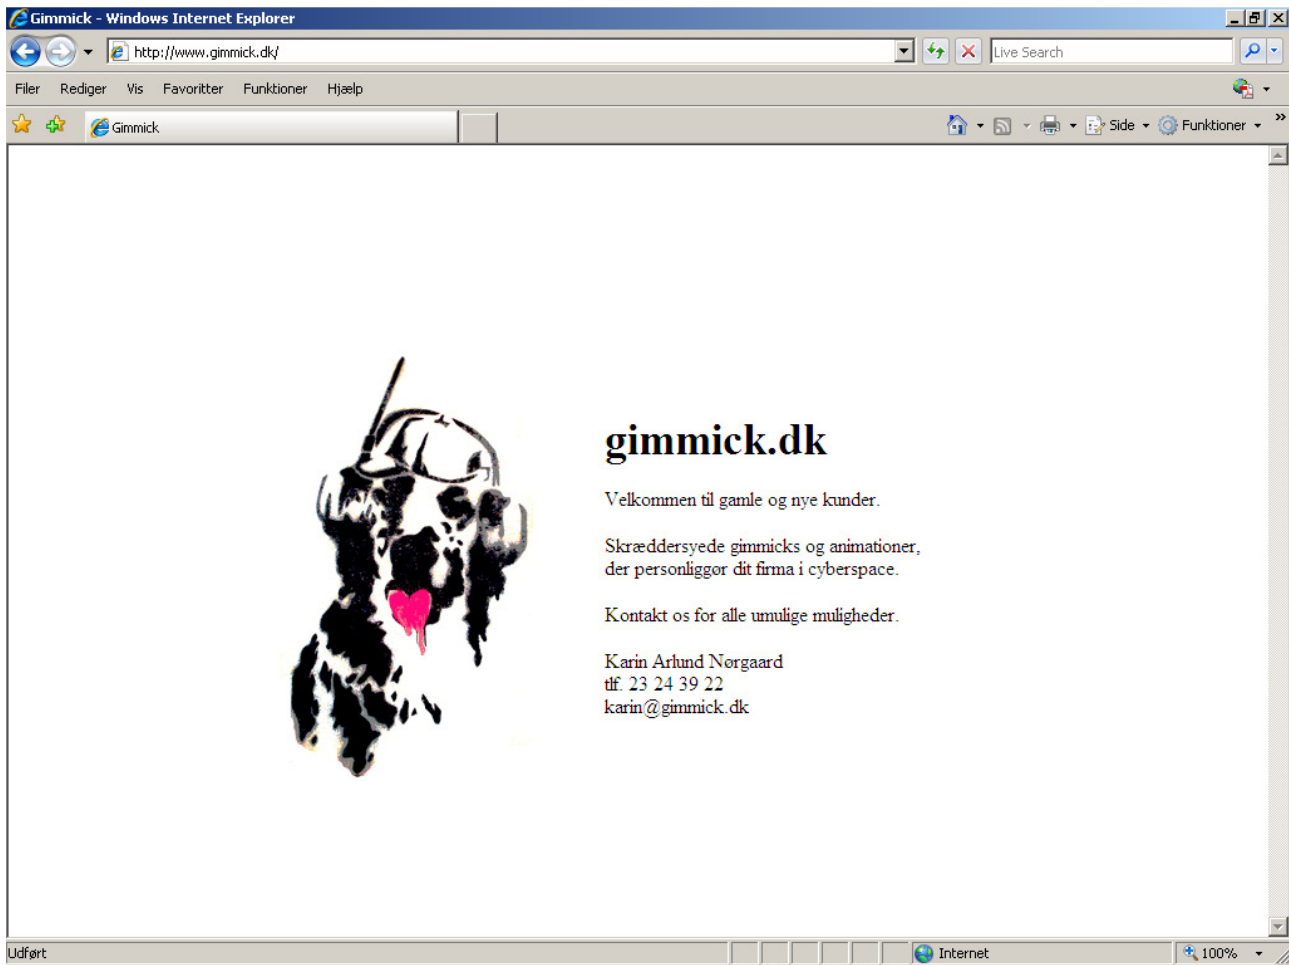 Gimmick - Windows Internet Explorer
http://www.gimmick.dk/
Live Search
Filer Rediger Vis Favoritter Funktioner Hjælp
Gimmick
Side Funktioner »
gimmick.dk
Velkommen til gamle og nye kunder.
Skræddersyede gimmicks og animationer,
der personliggør dit firma i cyberspace.
Kontakt os for alle umulige muligheder.
Karin Arlund Nørgaard
tlf. 23 24 39 22
karin@gimmick.dk
Udført Internet 100%